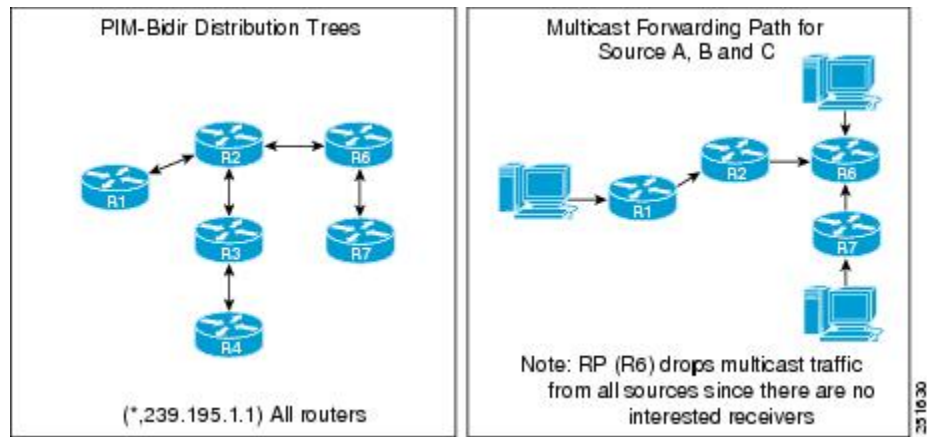 PIM-Bidir Distribution Trees
R2
R6
R1
R3
R7
R4
(*,239.195.1.1) All routers
Multicast Forwarding Path for
Source A, B and C
R2
R6
R1
R7
Note: RP (R6) drops multicast traffic
from all sources since there are no
interested receivers
251630